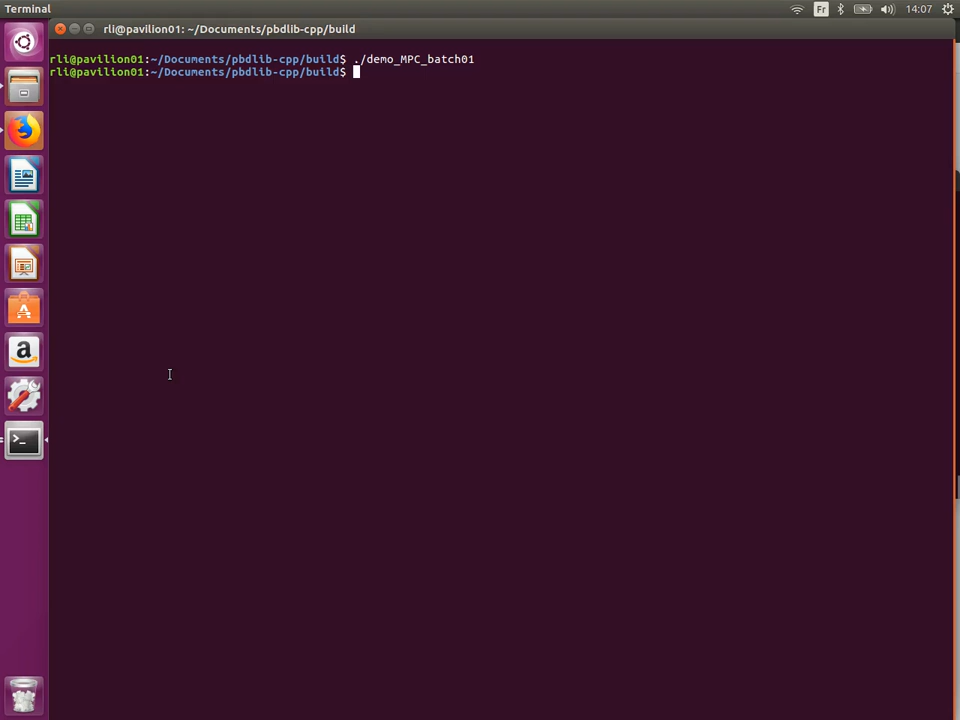 Terminal
Fr
14:07
rli@pavilion01: ~/Documents/pbdlib-cpp/build
rli@pavilion01:~/Documents/pbdlib-cpp/build$ ./demo_MPC_batch01
rli@pavilion01:~/Documents/pbdlib-cpp/build$